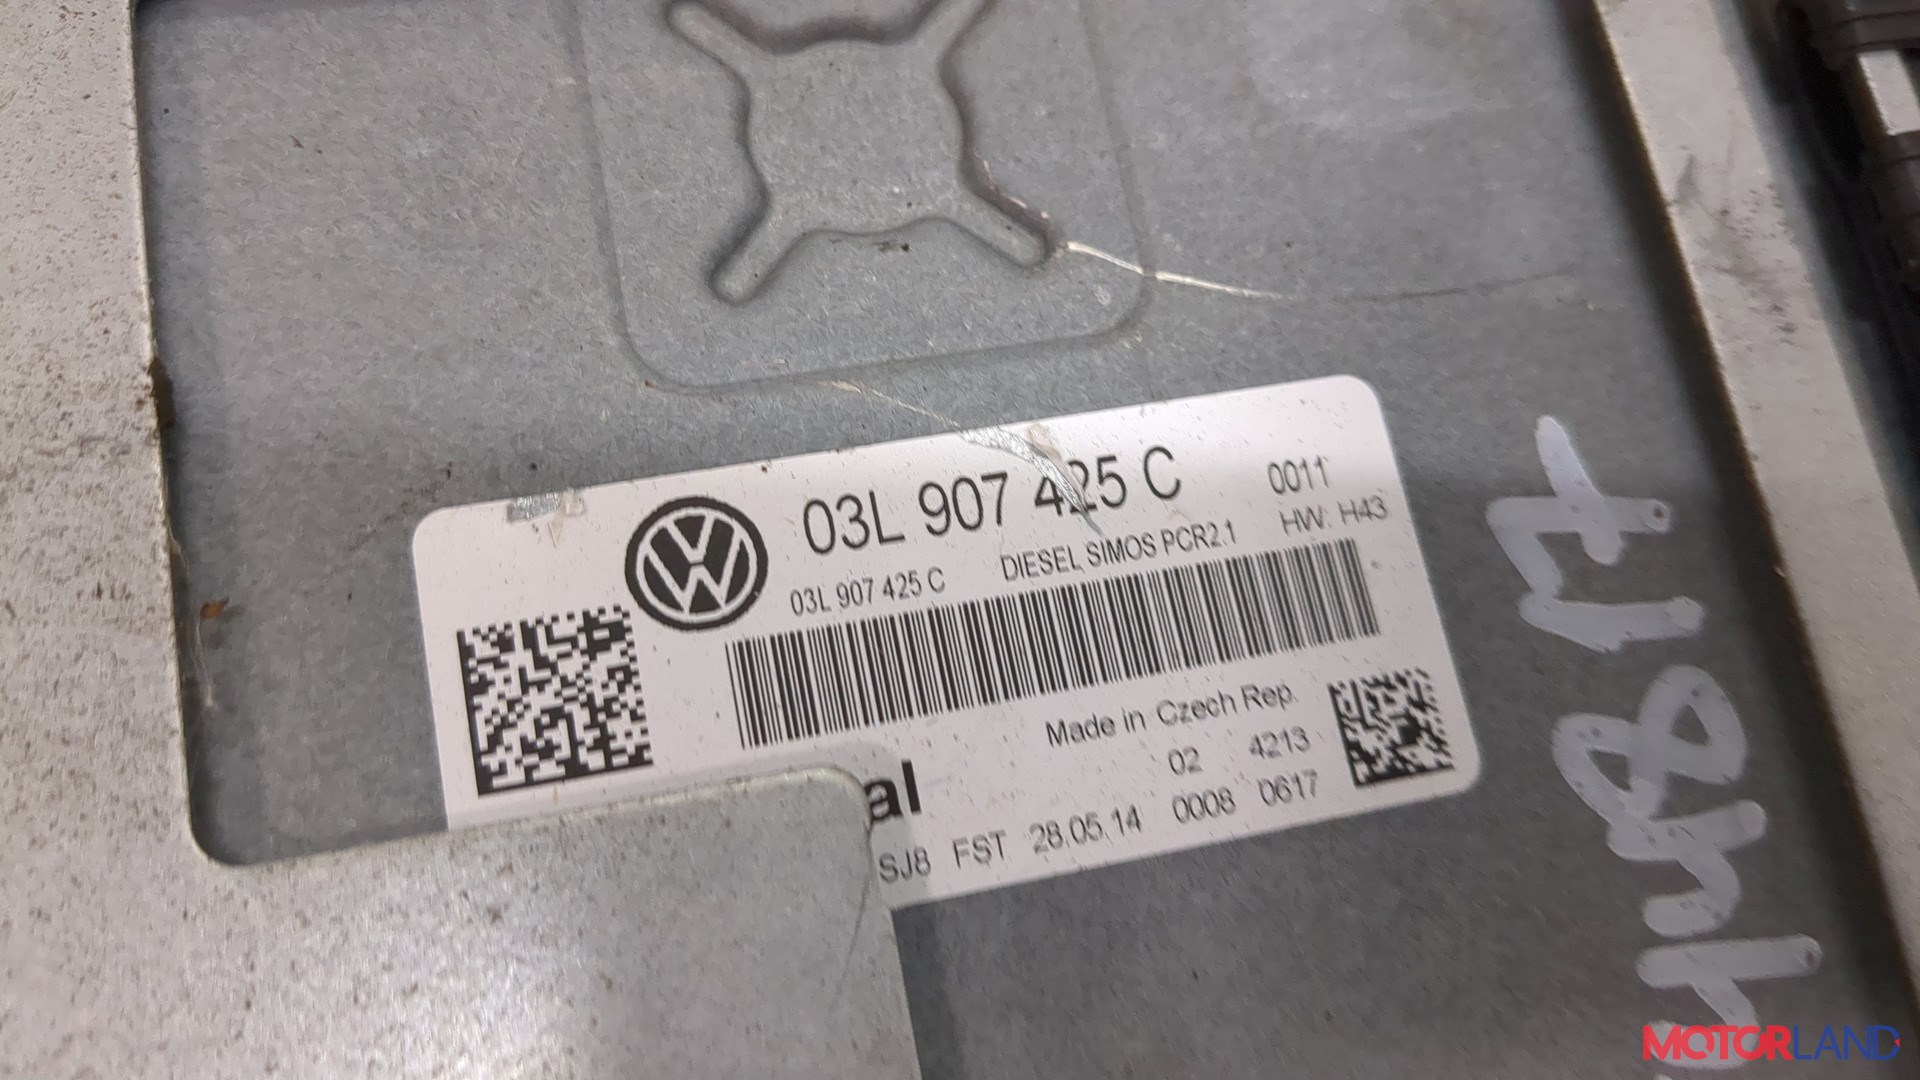 03L 907 425 C 0011
03L 907 425 C DIESEL SIMOS PCR2.1 HW: H43
Made in Czech Rep.
02 4213
al
SJ8 FST 28.05.14 0008 0617
MOTORLAND